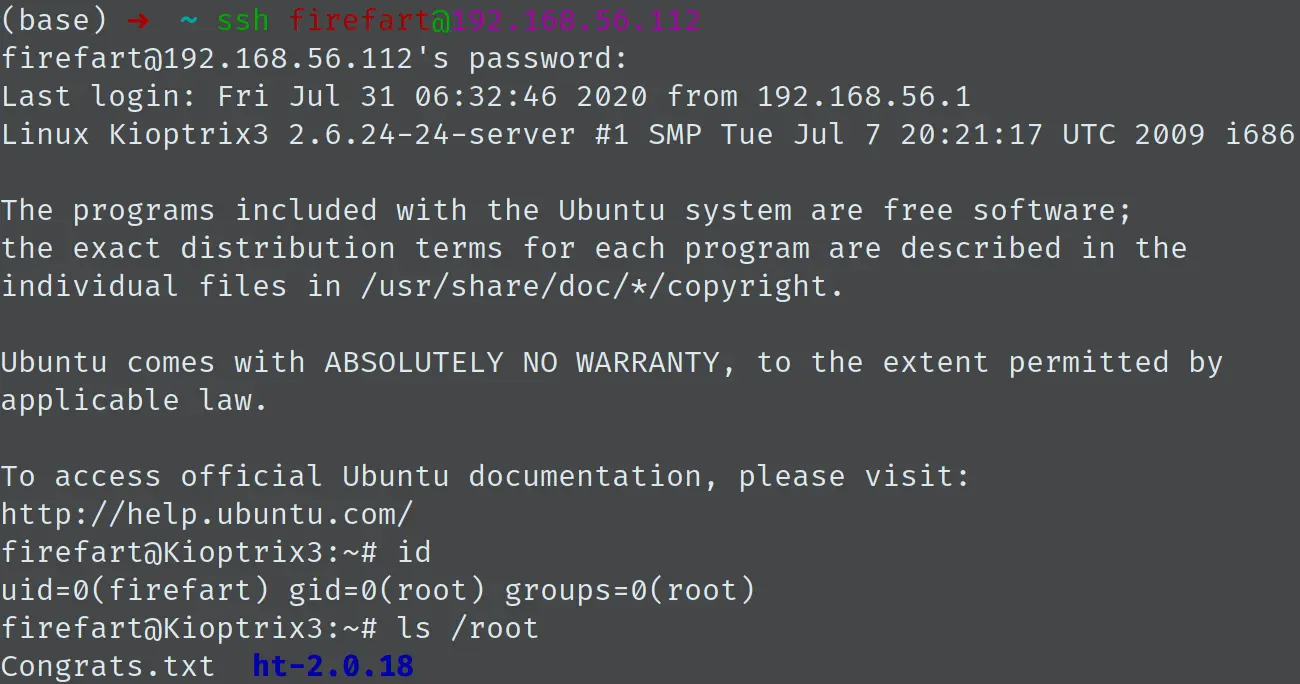 (base) ➜  ~ ssh firefart@192.168.56.112
firefart@192.168.56.112's password:
Last login: Fri Jul 31 06:32:46 2020 from 192.168.56.1
Linux Kioptrix3 2.6.24-24-server #1 SMP Tue Jul 7 20:21:17 UTC 2009 i686
The programs included with the Ubuntu system are free software;
the exact distribution terms for each program are described in the
individual files in /usr/share/doc/*/copyright.
Ubuntu comes with ABSOLUTELY NO WARRANTY, to the extent permitted by
applicable law.
To access official Ubuntu documentation, please visit:
http://help.ubuntu.com/
firefart@Kioptrix3:~# id
uid=0(firefart) gid=0(root) groups=0(root)
firefart@Kioptrix3:~# ls /root
Congrats.txt  ht-2.0.18